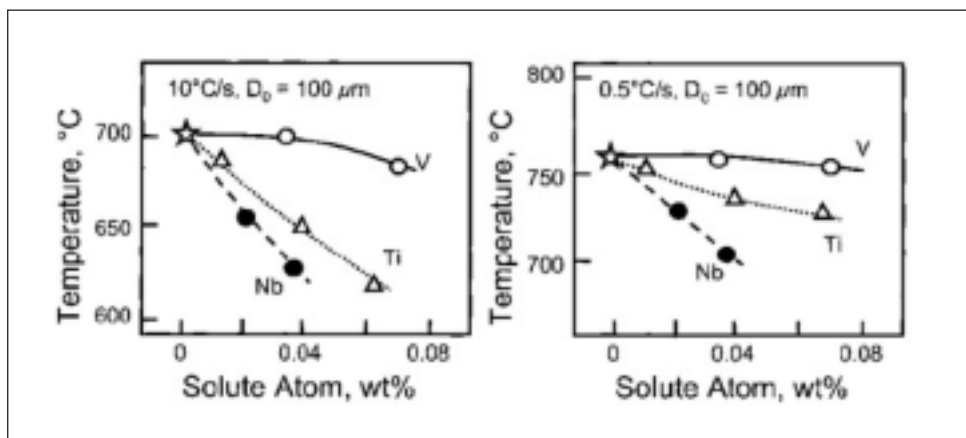 10°C/s, D₀ = 100 μm
Temperature, °C
700
650
600
V
Ti
Nb
0
0.04
0.08
Solute Atom, wt%
0.5°C/s, D꜀ = 100 μm
Temperature, °C
800
750
700
V
Ti
Nb
0
0.04
0.08
Solute Atom, wt%